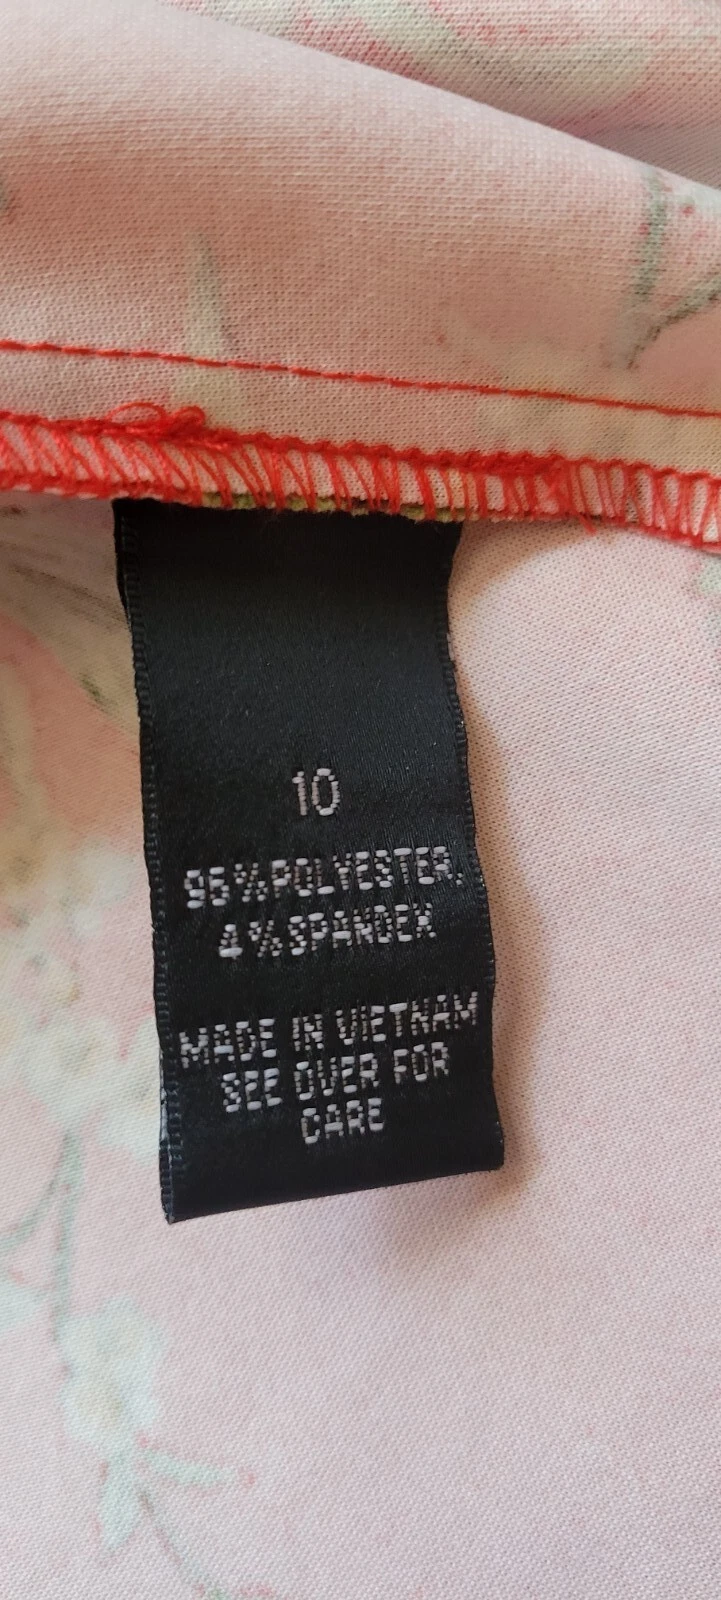 10
96%POLYESTER,
4%SPANDEX
MADE IN VIETNAM
SEE OVER FOR
CARE